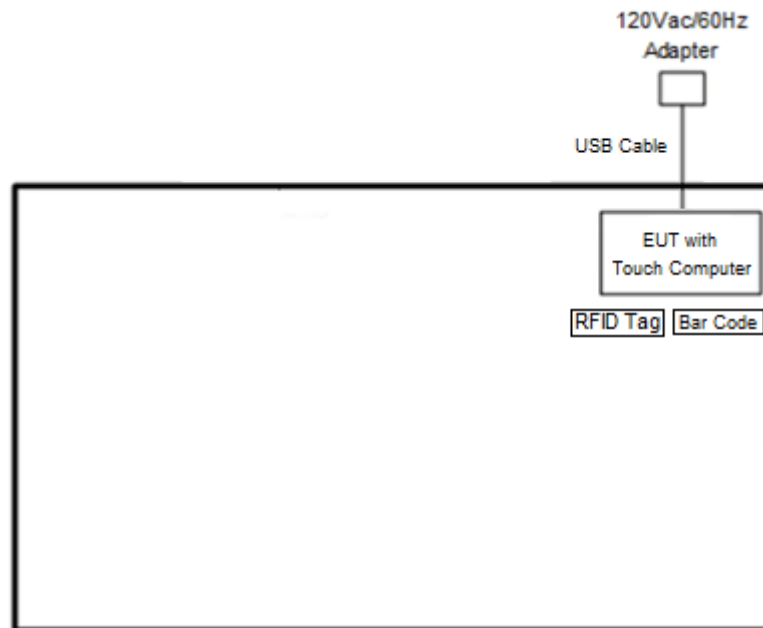 120Vac/60Hz
Adapter
USB Cable
EUT with
Touch Computer
RFID Tag
Bar Code